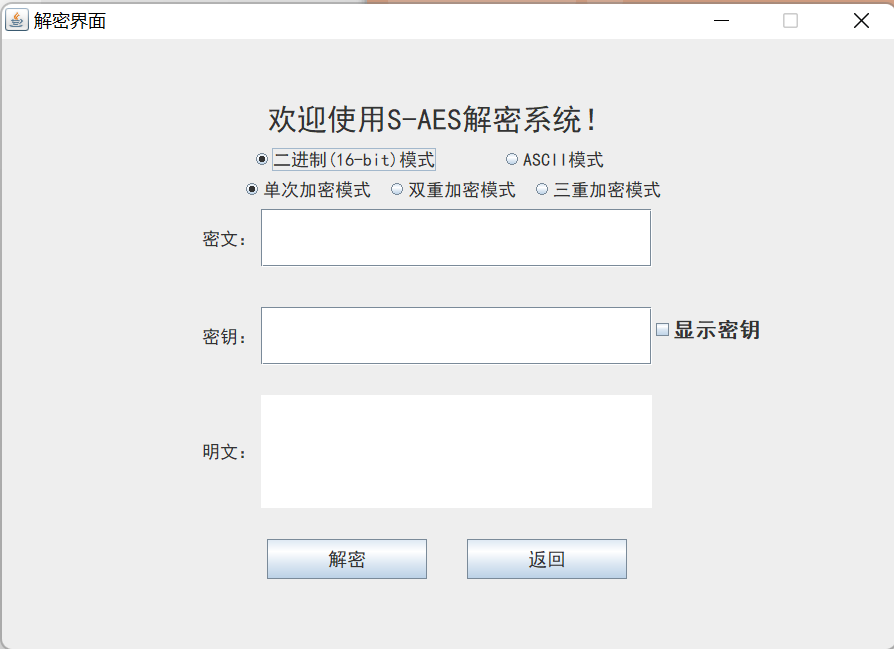 解密界面
欢迎使用S-AES解密系统!
二进制(16-bit)模式 ASCII模式
单次加密模式 双重加密模式 三重加密模式
密文：
密钥： 显示密钥
明文：
解密 返回